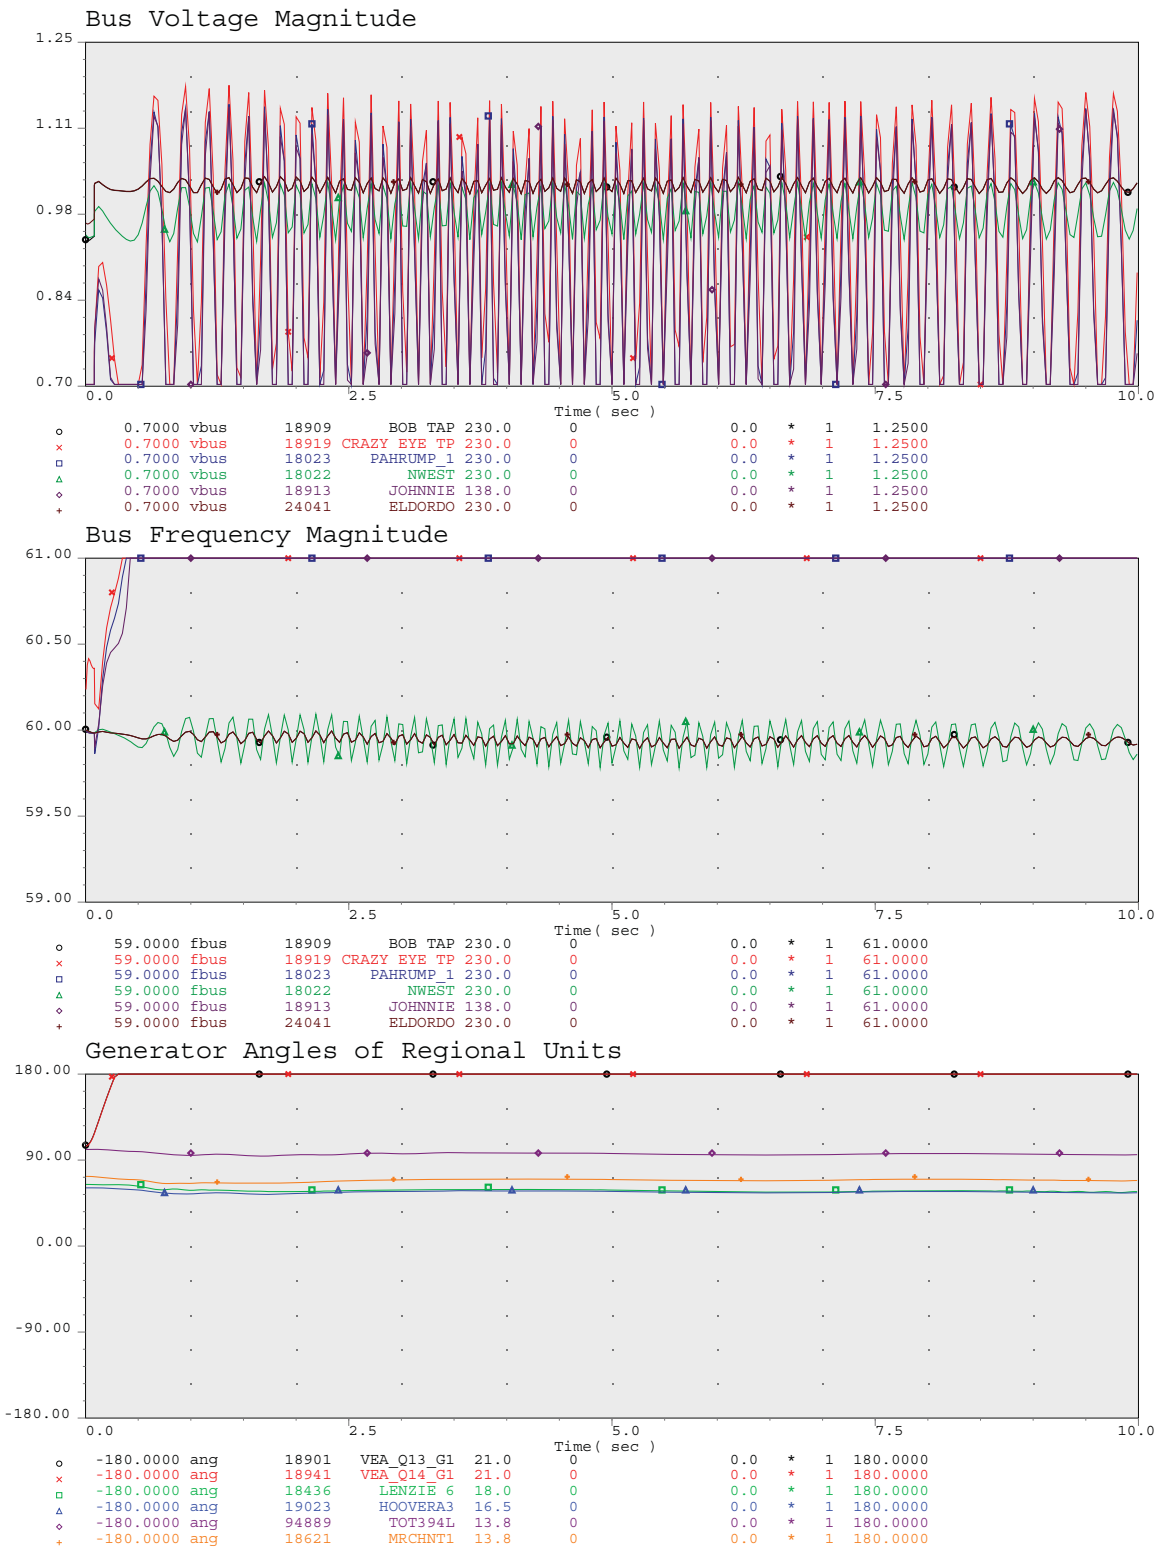 Bus Voltage Magnitude
1.25
1.11
0.98
0.84
0.70
0.0 2.5 5.0 7.5 10.0
Time( sec )
0.7000 vbus 18909 BOB TAP 230.0 0 0.0 * 1 1.2500
0.7000 vbus 18919 CRAZY EYE TP 230.0 0 0.0 * 1 1.2500
0.7000 vbus 18023 PAHRUMP_1 230.0 0 0.0 * 1 1.2500
0.7000 vbus 18022 NWEST 230.0 0 0.0 * 1 1.2500
0.7000 vbus 18913 JOHNNIE 138.0 0 0.0 * 1 1.2500
0.7000 vbus 24041 ELDORDO 230.0 0 0.0 * 1 1.2500
Bus Frequency Magnitude
61.00
60.50
60.00
59.50
59.00
0.0 2.5 5.0 7.5 10.0
Time( sec )
59.0000 fbus 18909 BOB TAP 230.0 0 0.0 * 1 61.0000
59.0000 fbus 18919 CRAZY EYE TP 230.0 0 0.0 * 1 61.0000
59.0000 fbus 18023 PAHRUMP_1 230.0 0 0.0 * 1 61.0000
59.0000 fbus 18022 NWEST 230.0 0 0.0 * 1 61.0000
59.0000 fbus 18913 JOHNNIE 138.0 0 0.0 * 1 61.0000
59.0000 fbus 24041 ELDORDO 230.0 0 0.0 * 1 61.0000
Generator Angles of Regional Units
180.00
90.00
0.00
-90.00
-180.00
0.0 2.5 5.0 7.5 10.0
Time( sec )
-180.0000 ang 18901 VEA_Q13_G1 21.0 0 0.0 * 1 180.0000
-180.0000 ang 18941 VEA_Q14_G1 21.0 0 0.0 * 1 180.0000
-180.0000 ang 18436 LENZIE 6 18.0 0 0.0 * 1 180.0000
-180.0000 ang 19023 HOOVERA3 16.5 0 0.0 * 1 180.0000
-180.0000 ang 94889 TOT394L 13.8 0 0.0 * 1 180.0000
-180.0000 ang 18621 MRCHNT1 13.8 0 0.0 * 1 180.0000